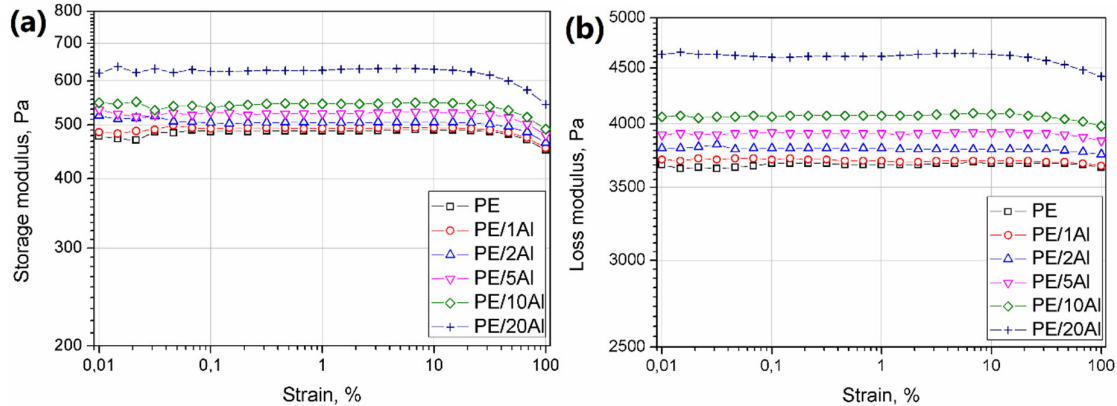 (a)
800
700
600
500
400
300
200
Storage modulus, Pa
PE
PE/1Al
PE/2Al
PE/5Al
PE/10Al
PE/20Al
0,01 0,1 1 10 100
Strain, %
(b)
5000
4500
4000
3500
3000
2500
Loss modulus, Pa
PE
PE/1Al
PE/2Al
PE/5Al
PE/10Al
PE/20Al
0,01 0,1 1 10 100
Strain, %